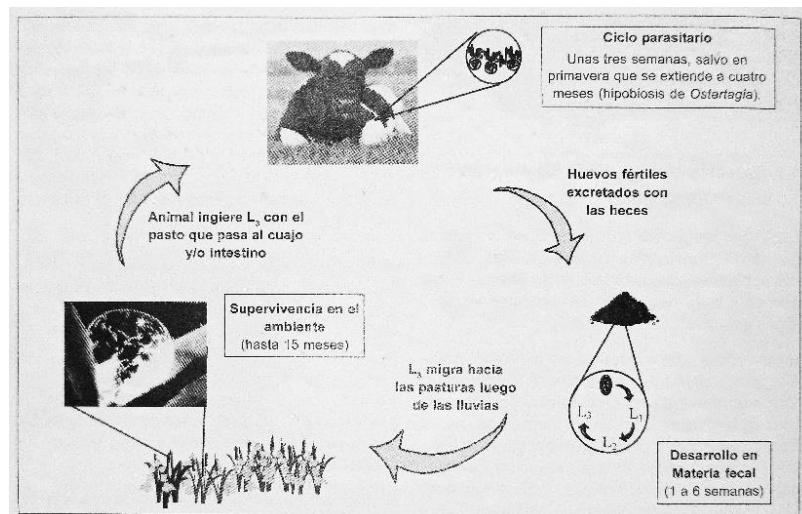 Ciclo parasitario
Unas tres semanas, salvo en
primavera que se extiende a cuatro
meses (hipobiosis de Ostertagia).
Huevos fértiles
excretados con
las heces
Animal ingiere L3 con el
pasto que pasa al cuajo
y/o intestino
Supervivencia en el
ambiente
(hasta 15 meses)
L3 migra hacia
las pasturas luego
de las lluvias
L3
L1
L2
Desarrollo en
Materia fecal
(1 a 6 semanas)